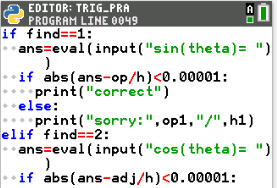 EDITOR: TRIG_PRA
PROGRAM LINE 0049
A
if find==1:
ans=eval(input("sin(theta)= ")
)
if abs(ans-op/h)<0.00001:
print("correct")
else:
print("sorry:",op1,"/",h1)
elif find==2:
ans=eval(input("cos(theta)= ")
)
if abs(ans-adj/h)<0.00001: